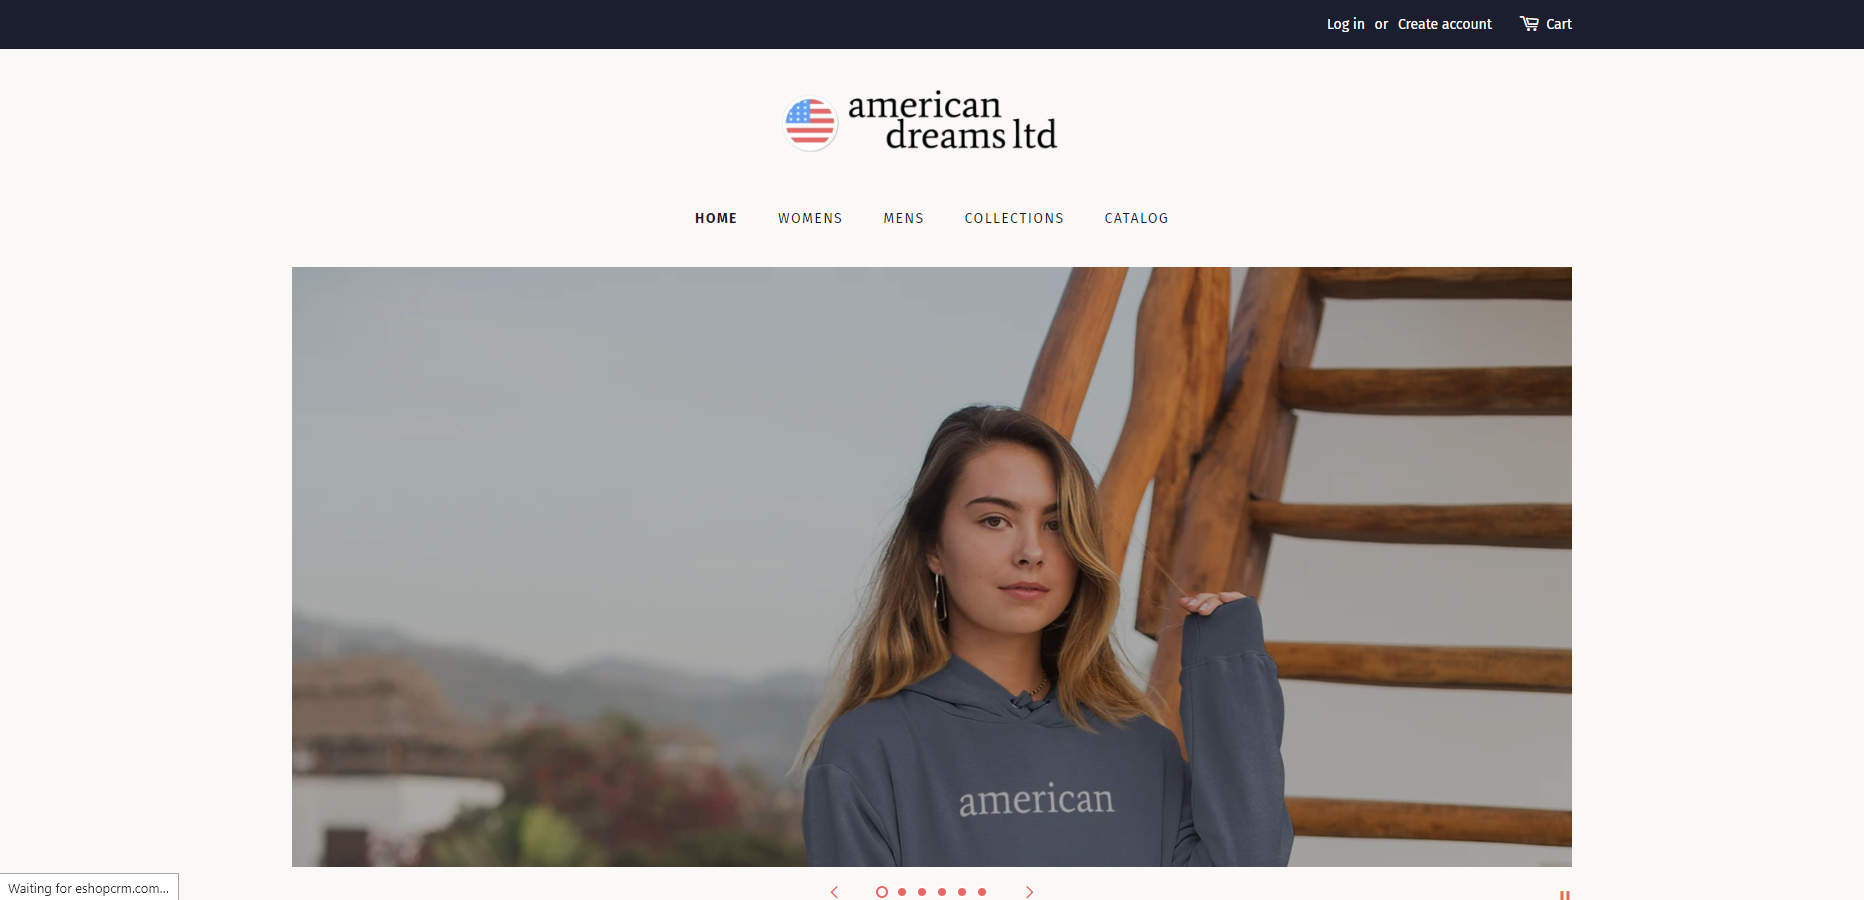 Log in or Create account Cart
american
dreams ltd
HOME WOMENS MENS COLLECTIONS CATALOG
american
Waiting for eshopcrm.com...